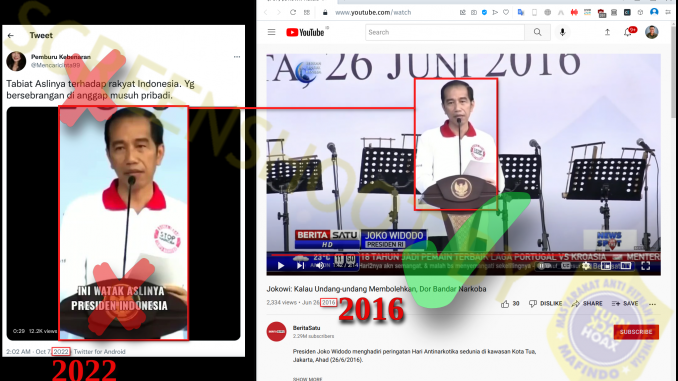 Tweet
Pemburu Kebenaran
Tabiat Aslinya terhadap rakyat Indonesia. Yg
bersebrangan di anggap musuh pribadi.
INI WATAK ASLINYA
PRESIDEN INDONESIA
0:29 12.2K views
2:02 AM · Oct 7, 2022 · Twitter for Android
2022
www.youtube.com/watch
YouTube
Search
9+
26 JUNI 2016
BERITA SATU
HD
JOKO WIDODO
PRESIDEN RI
NEWS
SPOT
23°C
16 TAHUN JADI PEMAIN TERBAIK LAGA PORTUGAL VS KROASIA
Jokowi: Kalau Undang-undang Membolehkan, Dor Bandar Narkoba
2,334 views • Jun 26, 2016
30 DISLIKE SHARE SAVE
2016
BeritaSatu
2.29M subscribers
SUBSCRIBE
Presiden Joko Widodo menghadiri peringatan Hari Antinarkotika sedunia di kawasan Kota Tua,
Jakarta, Ahad (26/6/2016).
SHOW MORE
SCREENSHOOT
MASYARAKAT ANTI FITNAH
TURN
BACK
HOAX
MAFINDO